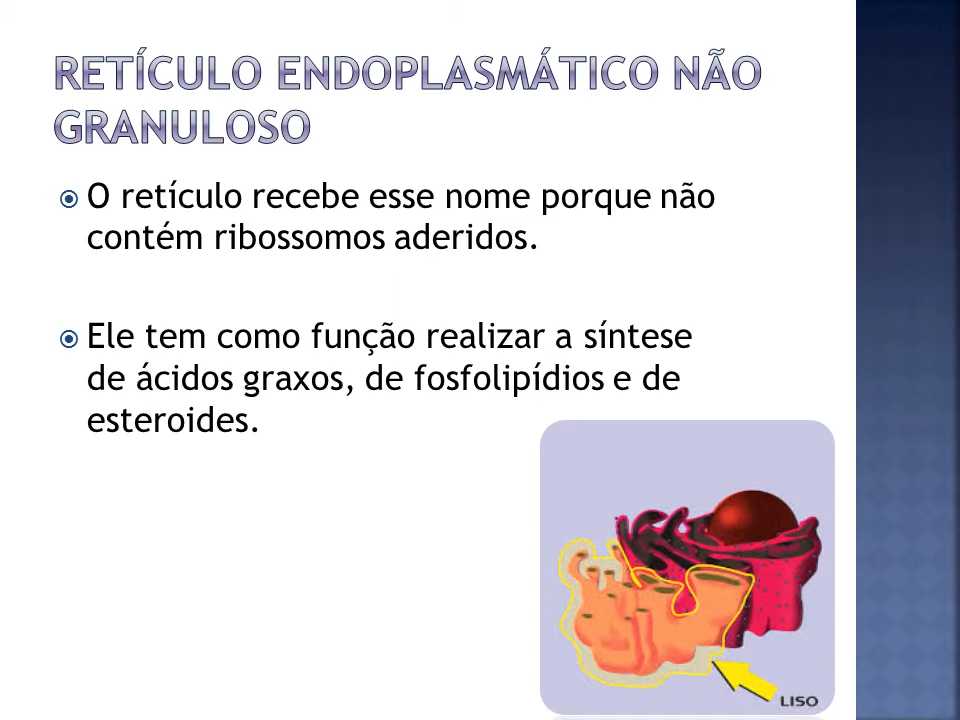 RETÍCULO ENDOPLASMÁTICO NÃO
GRANULOSO
O retículo recebe esse nome porque não
contém ribossomos aderidos.
Ele tem como função realizar a síntese
de ácidos graxos, de fosfolipídios e de
esteroides.
LISO